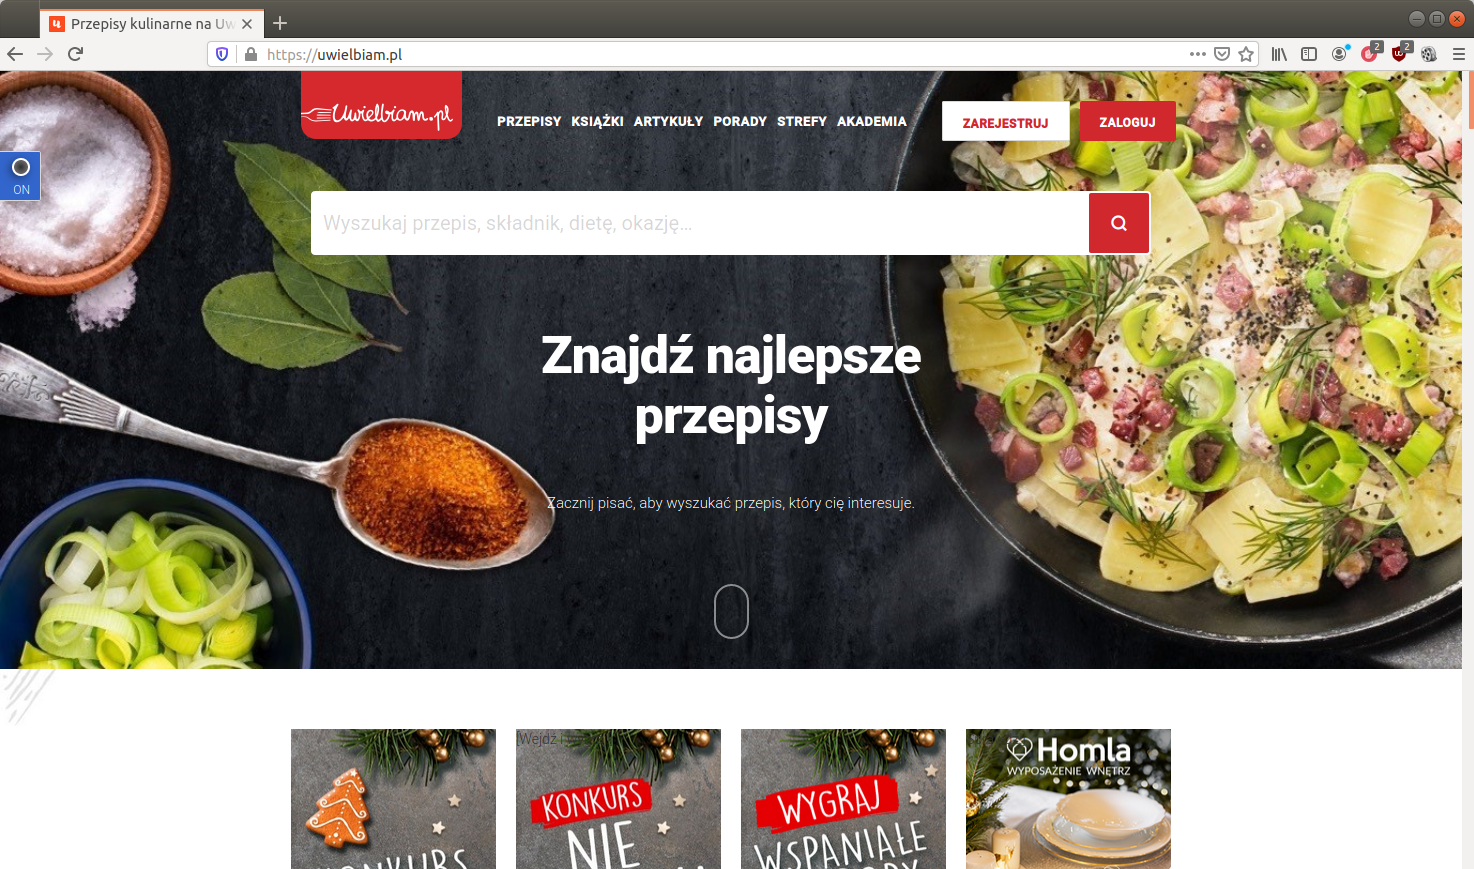 Przepisy kulinarne na Uw
https://uwielbiam.pl
2
2
Uwielbiam.pl
PRZEPISY KSIĄŻKI ARTYKUŁY PORADY STREFY AKADEMIA
ZAREJESTRUJ
ZALOGUJ
ON
Wyszukaj przepis, składnik, dietę, okazję...
Znajdź najlepsze
przepisy
Zacznij pisać, aby wyszukać przepis, który cię interesuje.
KONKURS
[Wejdź i
KONKURS
NIE
WYGRAJ
WSPANIAŁE
Homla
WYPOSAŻENIE WNĘTRZ